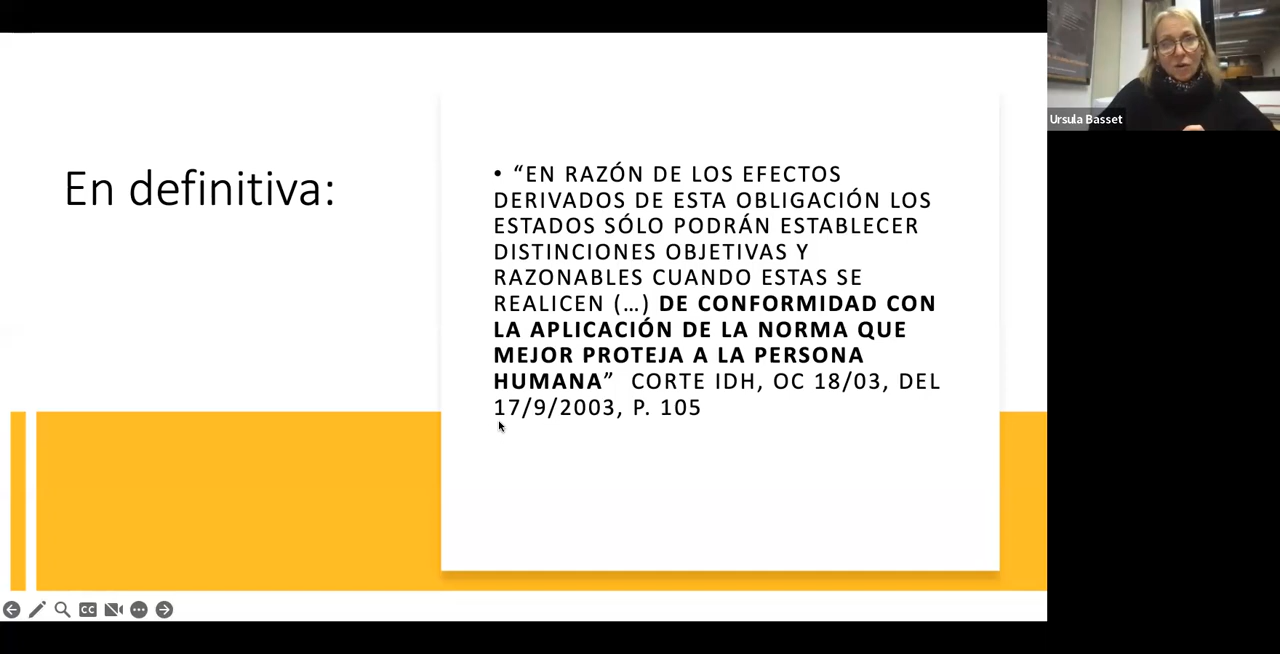 En definitiva:
• “EN RAZÓN DE LOS EFECTOS
DERIVADOS DE ESTA OBLIGACIÓN LOS
ESTADOS SÓLO PODRÁN ESTABLECER
DISTINCIONES OBJETIVAS Y
RAZONABLES CUANDO ESTAS SE
REALICEN (…) DE CONFORMIDAD CON
LA APLICACIÓN DE LA NORMA QUE
MEJOR PROTEJA A LA PERSONA
HUMANA”  CORTE IDH, OC 18/03, DEL
17/9/2003, P. 105
Ursula Basset
CC